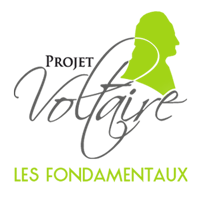 PROJET
Voltaire
LES FONDAMENTAUX